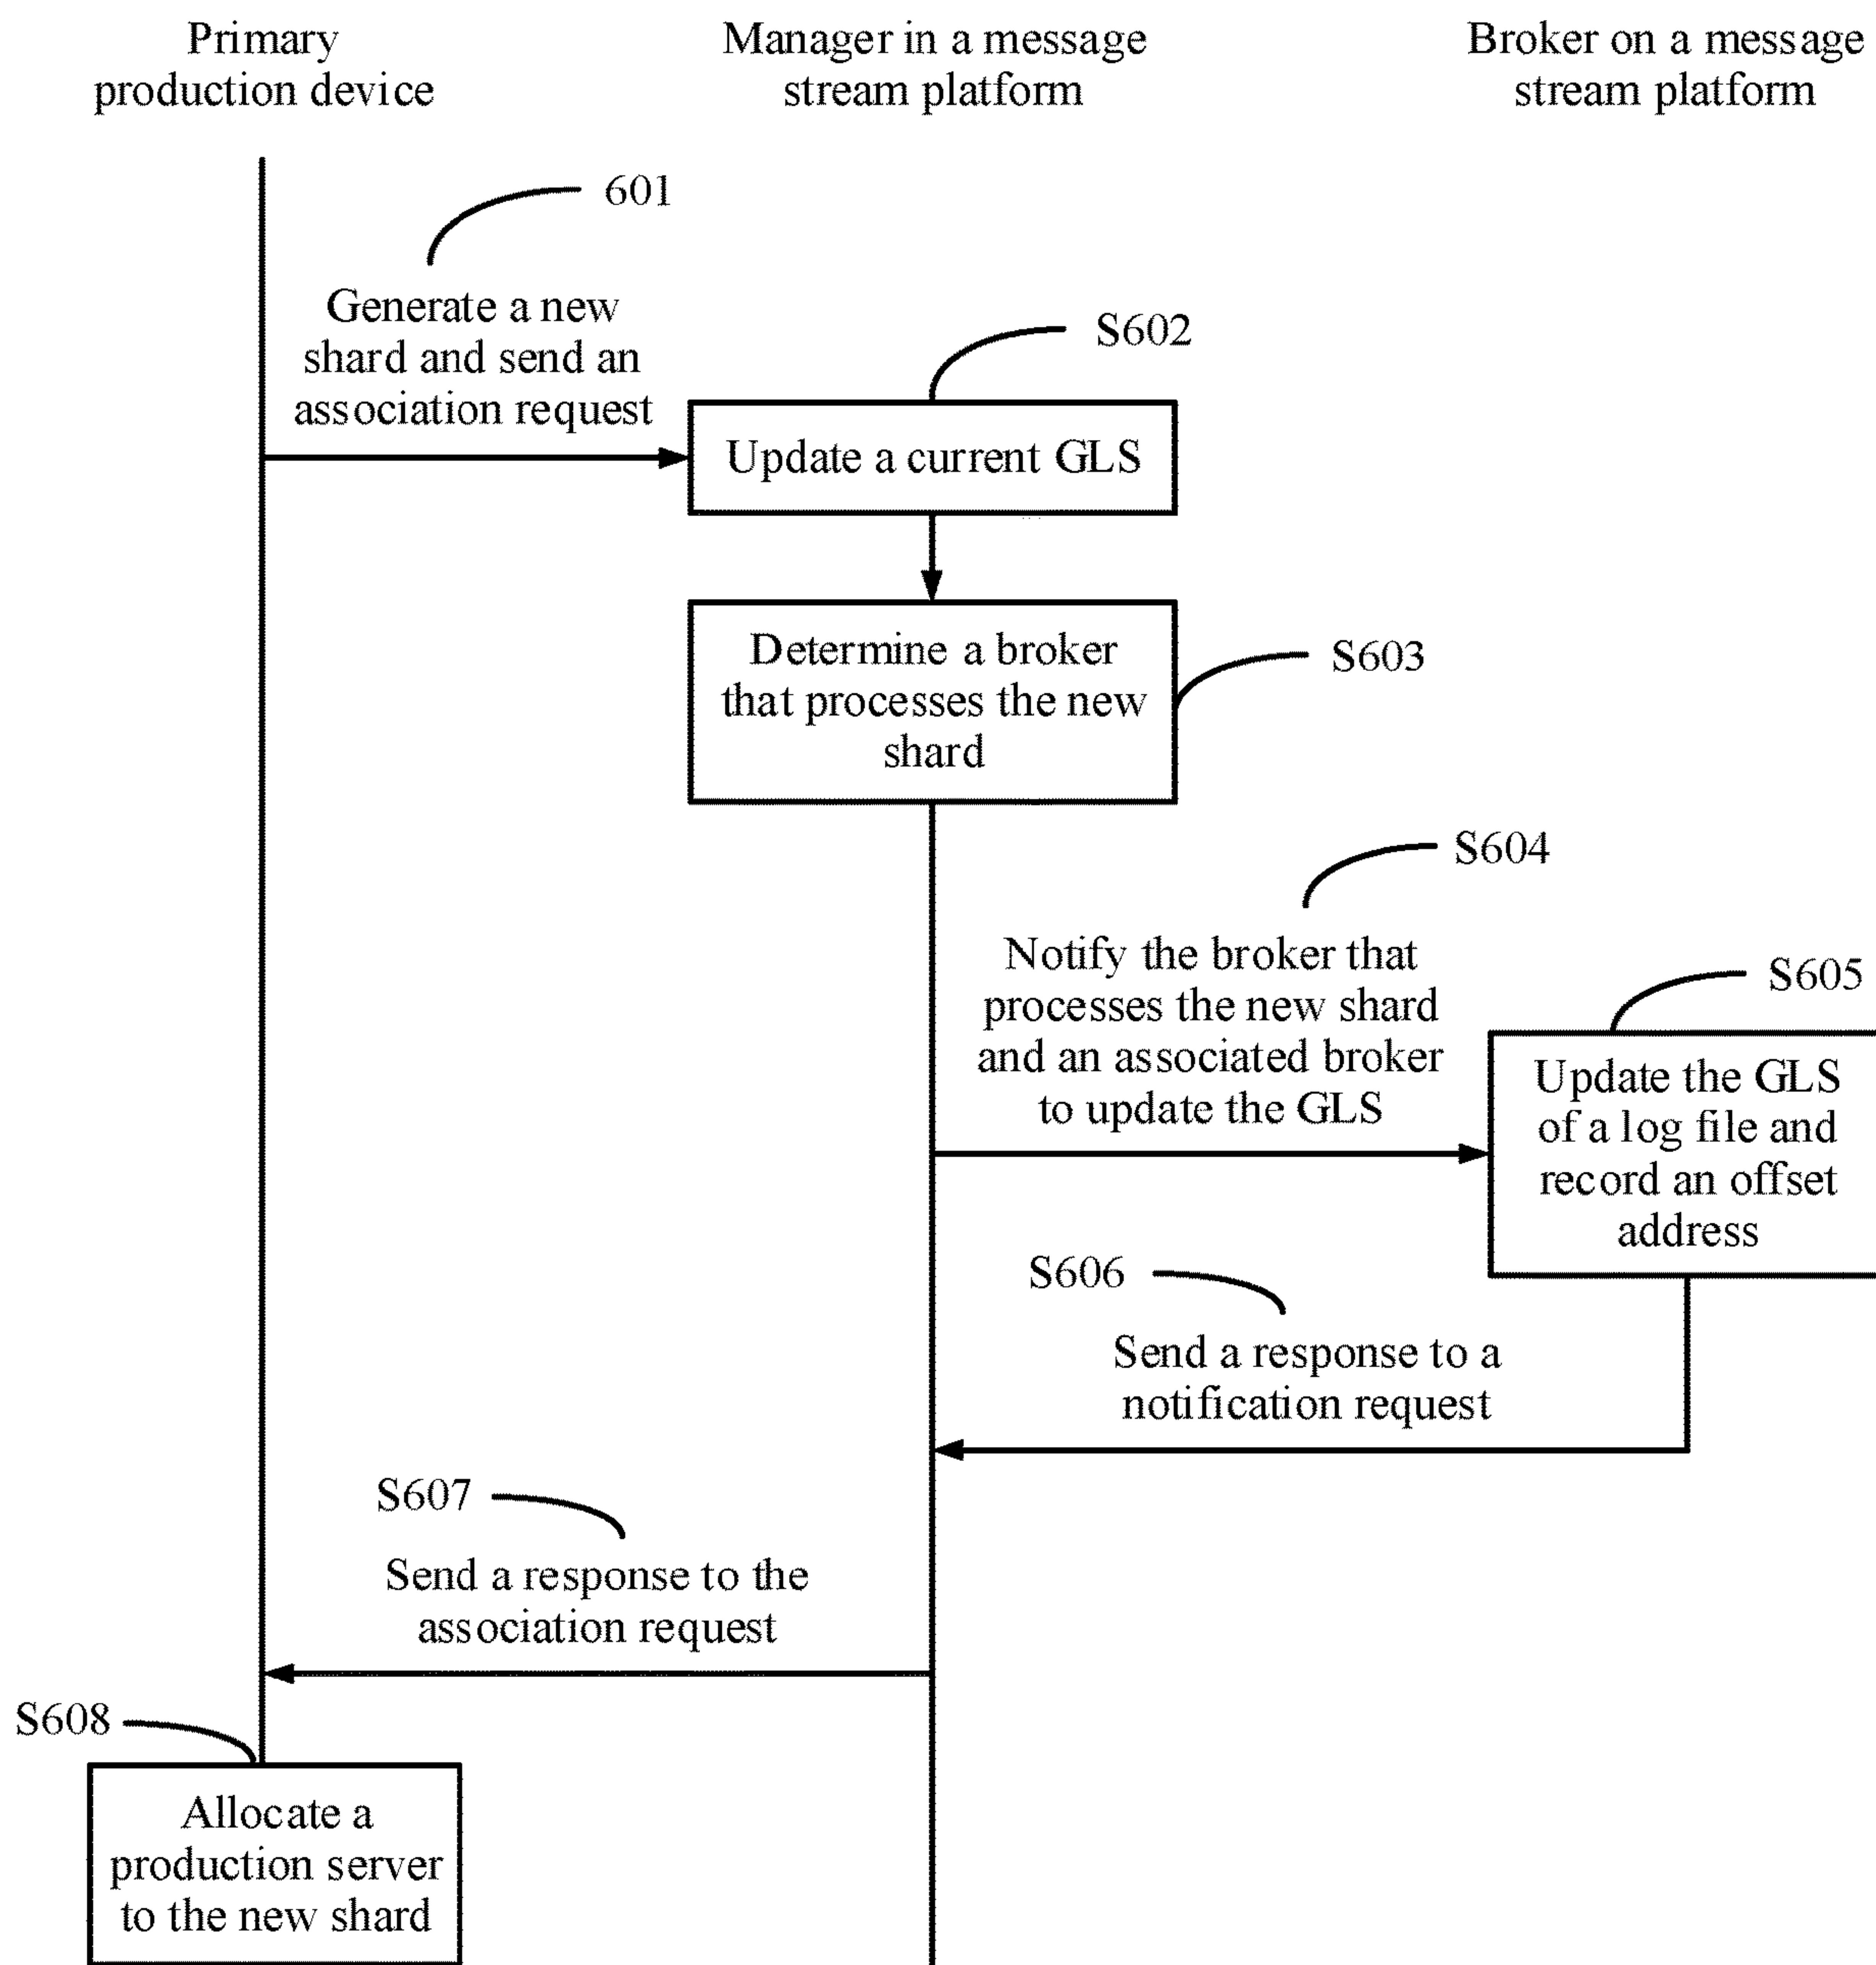 Primary
production device
Manager in a message
stream platform
Broker on a message
stream platform
601
Generate a new
shard and send an
association request
S602
Update a current GLS
Determine a broker
that processes the new
shard
S603
S604
Notify the broker that
processes the new shard
and an associated broker
to update the GLS
S605
Update the GLS
of a log file and
record an offset
address
S606
Send a response to a
notification request
S607
Send a response to the
association request
S608
Allocate a
production server
to the new shard